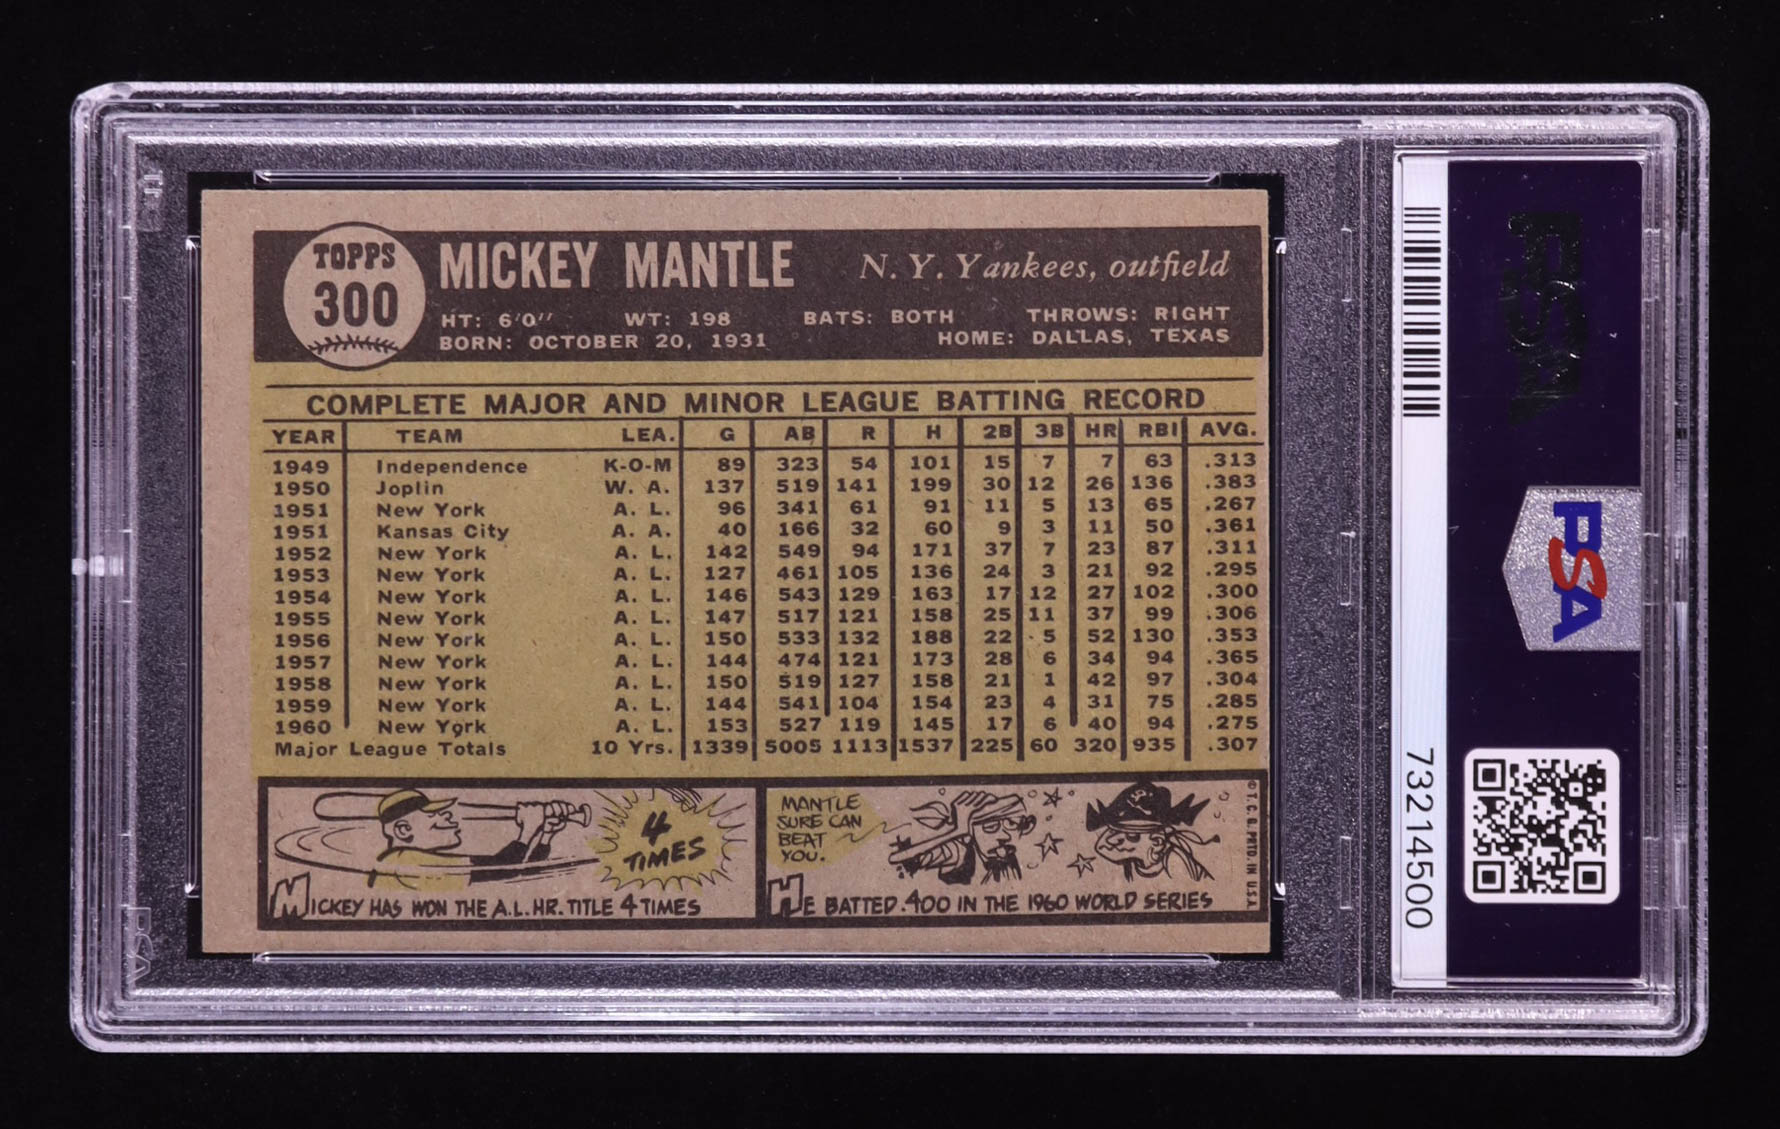 TOPPS
300
MICKEY MANTLE
N. Y. Yankees, outfield
HT: 6'0" WT: 198 BATS: BOTH THROWS: RIGHT
BORN: OCTOBER 20, 1931 HOME: DALLAS, TEXAS
COMPLETE MAJOR AND MINOR LEAGUE BATTING RECORD
YEAR TEAM LEA. G AB R H 2B 3B HR RBI AVG.
1949 Independence K-O-M 89 323 54 101 15 7 7 63 .313
1950 Joplin W. A. 137 519 141 199 30 12 26 136 .383
1951 New York A. L. 96 341 61 91 11 5 13 65 .267
1951 Kansas City A. A. 40 166 32 60 9 3 11 50 .361
1952 New York A. L. 142 549 94 171 37 7 23 87 .311
1953 New York A. L. 127 461 105 136 24 3 21 92 .295
1954 New York A. L. 146 543 129 163 17 12 27 102 .300
1955 New York A. L. 147 517 121 158 25 11 37 99 .306
1956 New York A. L. 150 533 132 188 22 5 52 130 .353
1957 New York A. L. 144 474 121 173 28 6 34 94 .365
1958 New York A. L. 150 519 127 158 21 1 42 97 .304
1959 New York A. L. 144 541 104 154 23 4 31 75 .285
1960 New York A. L. 153 527 119 145 17 6 40 94 .275
Major League Totals 10 Yrs. 1339 5005 1113 1537 225 60 320 935 .307
4
TIMES
MICKEY HAS WON THE A.L. HR. TITLE 4 TIMES
MANTLE
SURE CAN
BEAT
YOU.
HE BATTED .400 IN THE 1960 WORLD SERIES
© T. C. G. PRTD. IN U.S.A.
PSA
PSA
73214500
PSA